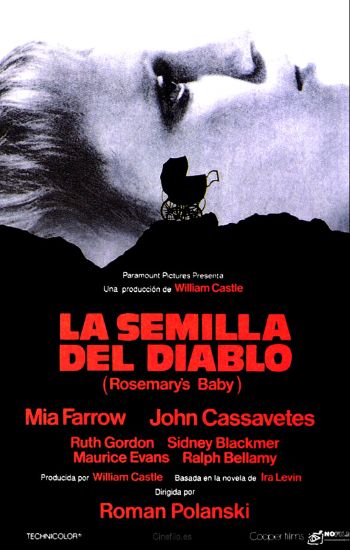 Paramount Pictures Presenta
Una producción de William Castle
LA SEMILLA
DEL DIABLO
(Rosemary's Baby)
Mia Farrow John Cassavetes
Ruth Gordon Sidney Blackmer
Maurice Evans Ralph Bellamy
Producida por William Castle Basada en la novela de Ira Levin
Dirigida por
Roman Polanski
TECHNICOLOR® Cinefilo.es Cooper films